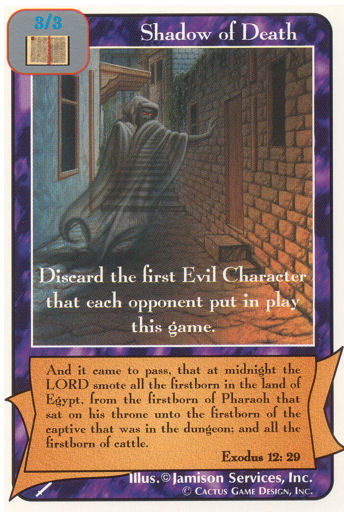 3/3
Shadow of Death
Discard the first Evil Character
that each opponent put in play
this game.
And it came to pass, that at midnight the
LORD smote all the firstborn in the land of
Egypt, from the firstborn of Pharaoh that
sat on his throne unto the firstborn of the
captive that was in the dungeon; and all the
firstborn of cattle.
Exodus 12: 29
Illus.©Jamison Services, Inc.
© Cactus Game Design, Inc.